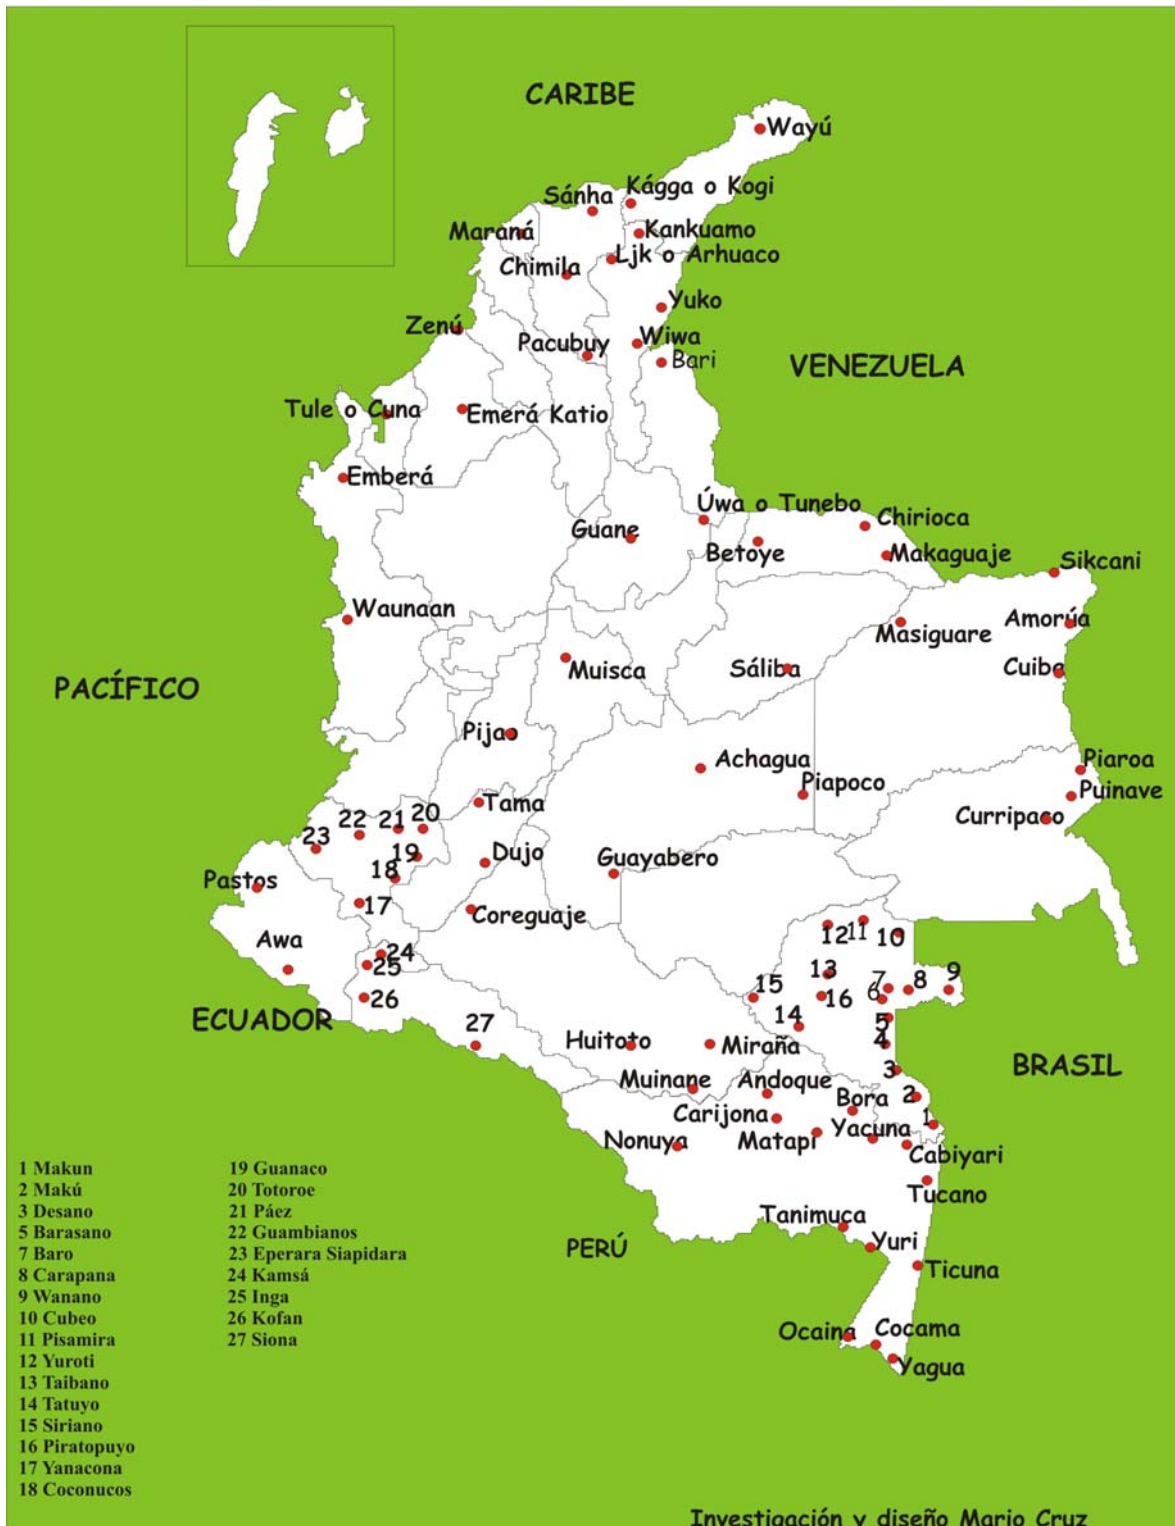 CARIBE
Wayú
Kágga o Kogi
Sánha
Maraná
Kankuamo
Ljk o Arhuaco
Chimila
Yuko
Zenú
Wiwa
Pacubuy
Bari
VENEZUELA
Tule o Cuna
Emerá Katio
Emberá
Úwa o Tunebo
Chirioca
Guane
Betoye
Makaguaje
Sikcani
Waunaan
Masiguare
Amorúa
Muisca
Sáliba
Cuiba
PACÍFICO
Pijao
Achagua
Piaroa
Piapoco
Puinave
Tama
Curripaco
22
21
20
23
19
Dujo
Guayabero
18
Pastos
17
Coreguaje
12
11
10
Awa
24
25
13
7
8
9
15
16
6
26
ECUADOR
5
14
27
4
Huitoto
Miraña
BRASIL
3
Muinane
Andoque
2
Bora
Carijona
1
Yacuna
Nonuya
Matapí
Cabiyari
Tucano
Tanimuca
PERÚ
Yuri
Ticuna
Ocaina
Cocama
Yagua
1 Makun
2 Makú
3 Desano
5 Barasano
7 Baro
8 Carapana
9 Wanano
10 Cubeo
11 Pisamira
12 Yuroti
13 Taibano
14 Tatuyo
15 Siriano
16 Piratopuyo
17 Yanacona
18 Coconucos
19 Guanaco
20 Totoroe
21 Páez
22 Guambianos
23 Eperara Siapidara
24 Kamsá
25 Inga
26 Kofan
27 Siona
Investigación y diseño Mario Cruz